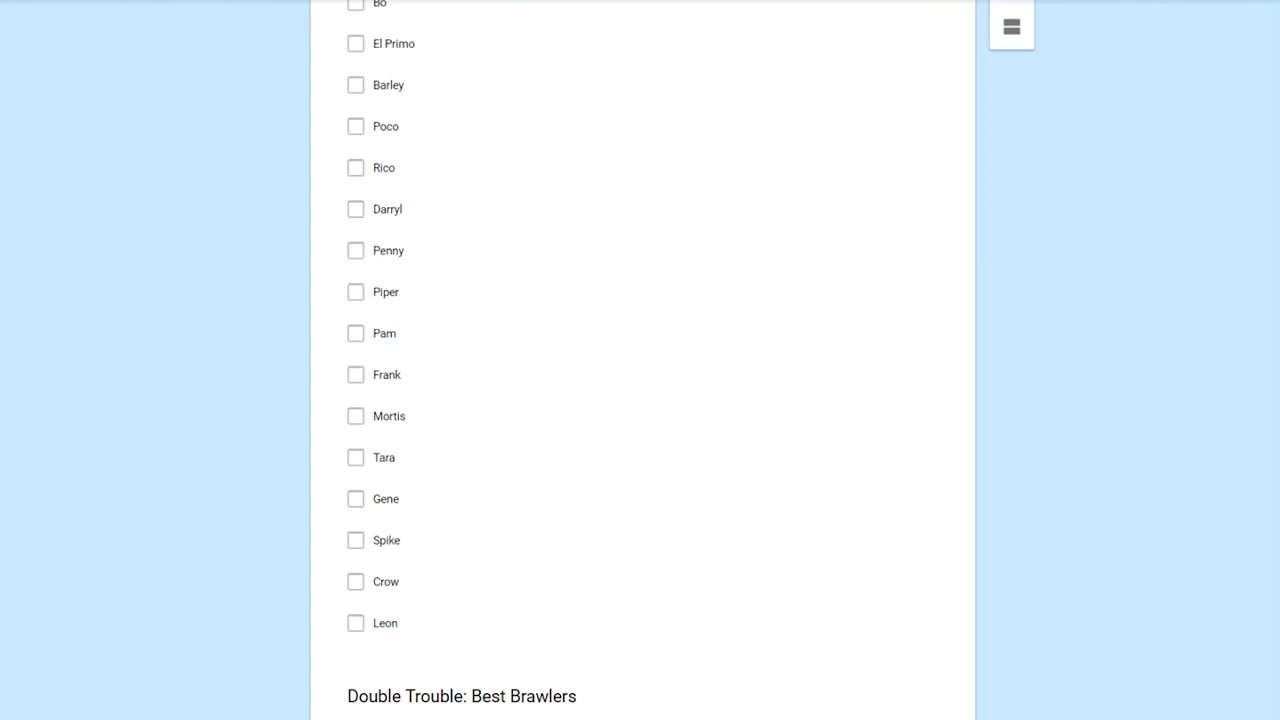 Bo
El Primo
Barley
Poco
Rico
Darryl
Penny
Piper
Pam
Frank
Mortis
Tara
Gene
Spike
Crow
Leon
Double Trouble: Best Brawlers